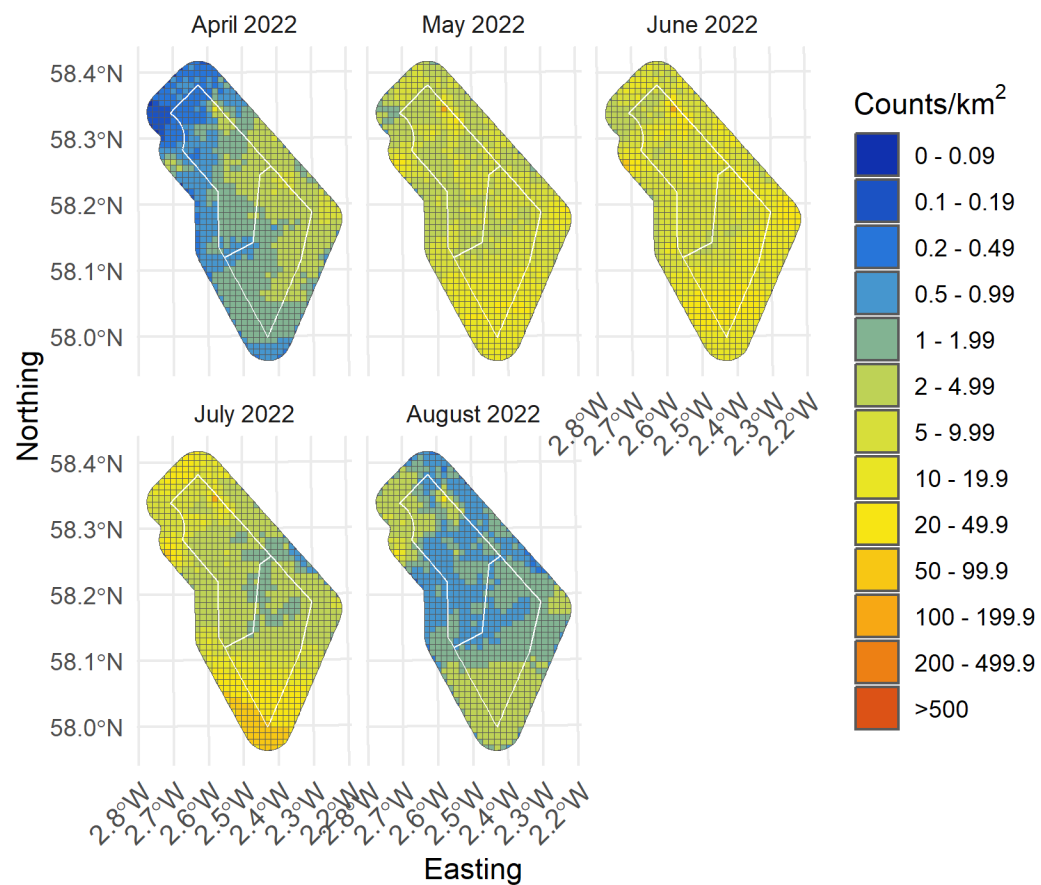 April 2022
May 2022
June 2022
58.4°N
58.3°N
58.2°N
58.1°N
58.0°N
2.8°W
2.7°W
2.6°W
2.5°W
2.4°W
2.3°W
2.2°W
July 2022
August 2022
58.4°N
58.3°N
58.2°N
58.1°N
58.0°N
2.8°W
2.7°W
2.6°W
2.5°W
2.4°W
2.3°W
2.2°W
2.8°W
2.7°W
2.6°W
2.5°W
2.4°W
2.3°W
2.2°W
Northing
Easting
Counts/km²
0 - 0.09
0.1 - 0.19
0.2 - 0.49
0.5 - 0.99
1 - 1.99
2 - 4.99
5 - 9.99
10 - 19.9
20 - 49.9
50 - 99.9
100 - 199.9
200 - 499.9
>500